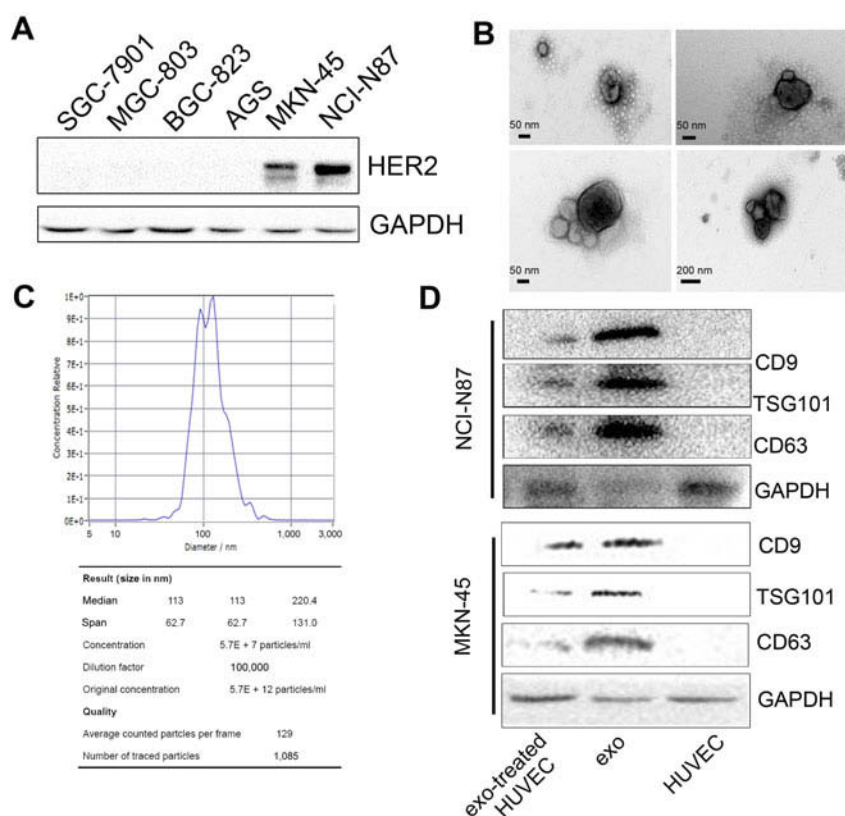 A
SGC-7901
MGC-803
BGC-823
AGS
MKN-45
NCI-N87
HER2
GAPDH
B
50 nm
50 nm
50 nm
200 nm
C
Concentration Relative
1E+0
9E-1
8E-1
7E-1
6E-1
5E-1
4E-1
3E-1
2E-1
1E-1
0E+0
5 10 100 1,000 3,000
Diameter / nm
Result (size in nm)
Median 113 113 220.4
Span 62.7 62.7 131.0
Concentration 5.7E + 7 particles/ml
Dilution factor 100,000
Original concentration 5.7E + 12 particles/ml
Quality
Average counted partcles per frame 129
Number of traced particles 1,085
D
NCI-N87
CD9
TSG101
CD63
GAPDH
MKN-45
CD9
TSG101
CD63
GAPDH
exo-treated
HUVEC
exo
HUVEC